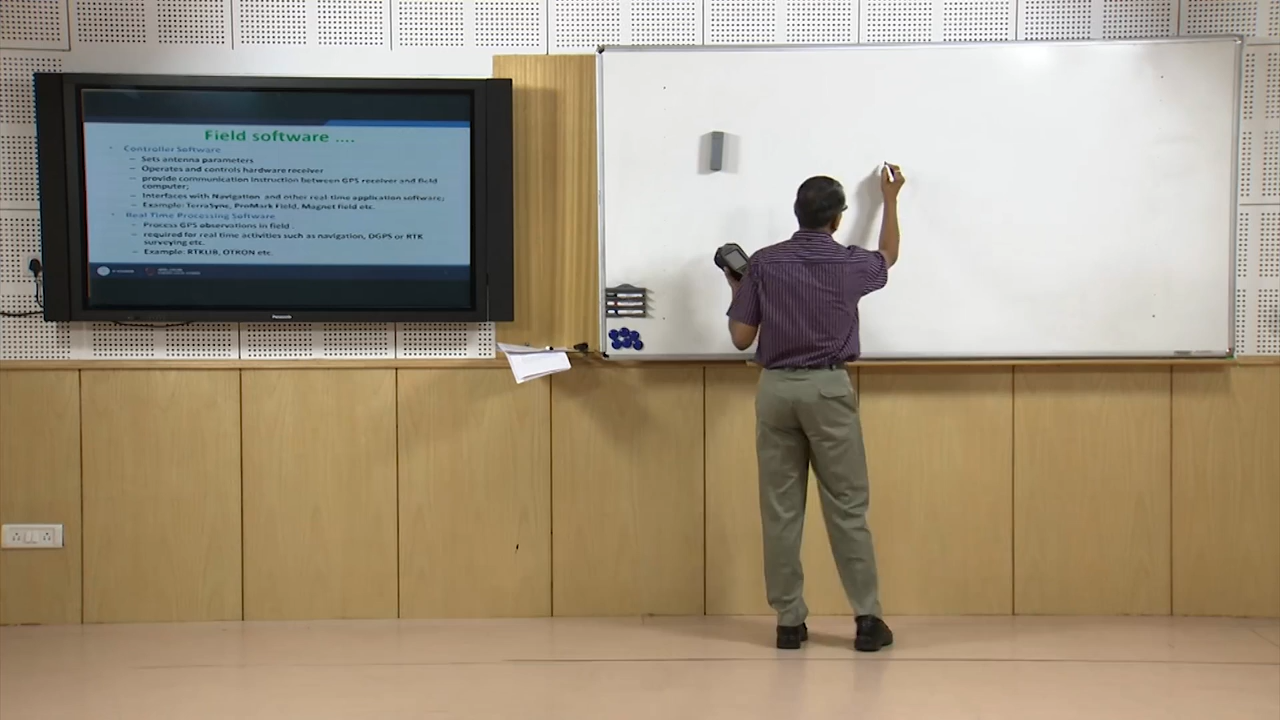 Field software ....
Controller Software
– Sets antenna parameters
– Operates and controls hardware receiver
– provide communication instruction between GPS receiver and field
computer;
– Interfaces with Navigation and other real-time application software;
– Example: TerraSync, ProMark Field, Magnet field etc.
Real Time Processing Software
– Process GPS observations in field .
– required for real time activities such as navigation, DGPS or RTK
surveying etc.
– Example: RTKLIB, OTRON etc.
Panasonic